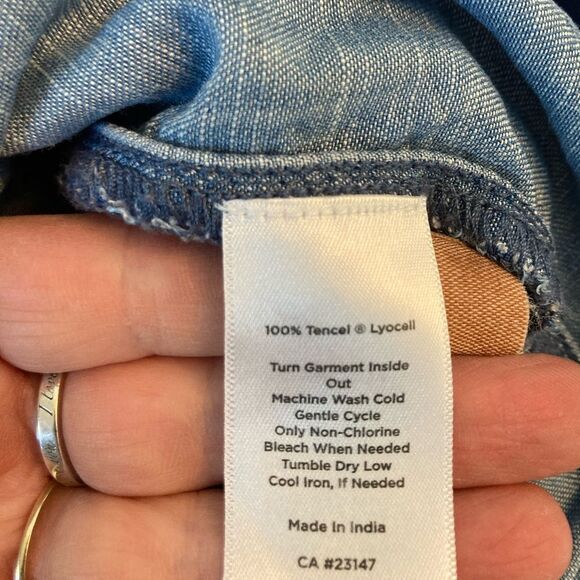 100% Tencel ® Lyocell
Turn Garment Inside
Out
Machine Wash Cold
Gentle Cycle
Only Non-Chlorine
Bleach When Needed
Tumble Dry Low
Cool Iron, If Needed
Made in India
CA #23147